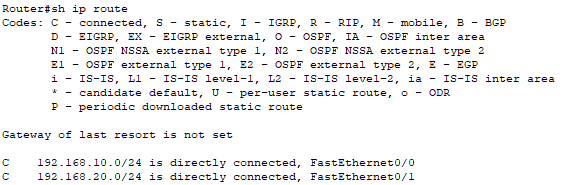 Router#sh ip route
Codes: C - connected, S - static, I - IGRP, R - RIP, M - mobile, B - BGP
D - EIGRP, EX - EIGRP external, O - OSPF, IA - OSPF inter area
N1 - OSPF NSSA external type 1, N2 - OSPF NSSA external type 2
E1 - OSPF external type 1, E2 - OSPF external type 2, E - EGP
i - IS-IS, L1 - IS-IS level-1, L2 - IS-IS level-2, ia - IS-IS inter area
* - candidate default, U - per-user static route, o - ODR
P - periodic downloaded static route
Gateway of last resort is not set
C 192.168.10.0/24 is directly connected, FastEthernet0/0
C 192.168.20.0/24 is directly connected, FastEthernet0/1